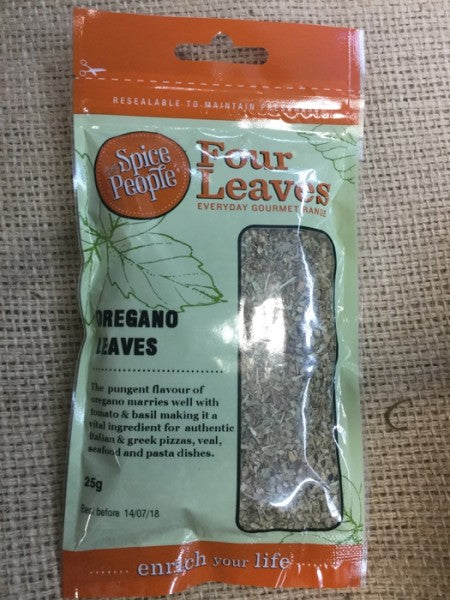 RESEALABLE TO MAINTAIN
Spice
People
Four
Leaves
EVERYDAY GOURMET RANGE
OREGANO
LEAVES
The pungent flavour of
oregano marries well with
tomato & basil making it a
vital ingredient for authentic
italian & greek pizzas, veal,
seafood and pasta dishes.
25g
Best before 14/07/18
enrich your life